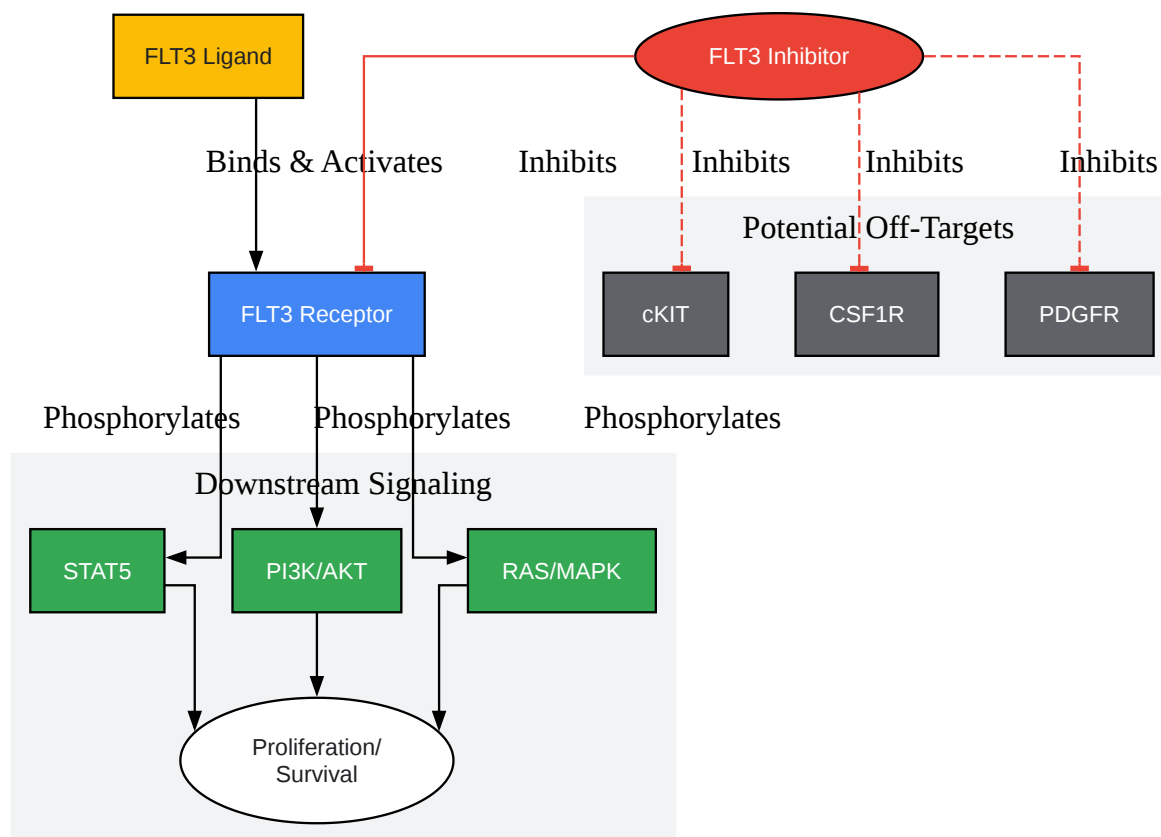 FLT3 Ligand
FLT3 Inhibitor
Binds & Activates
Inhibits
Inhibits
Inhibits
Inhibits
Potential Off-Targets
FLT3 Receptor
cKIT
CSF1R
PDGFR
Phosphorylates
Phosphorylates
Phosphorylates
Downstream Signaling
STAT5
PI3K/AKT
RAS/MAPK
Proliferation/
Survival